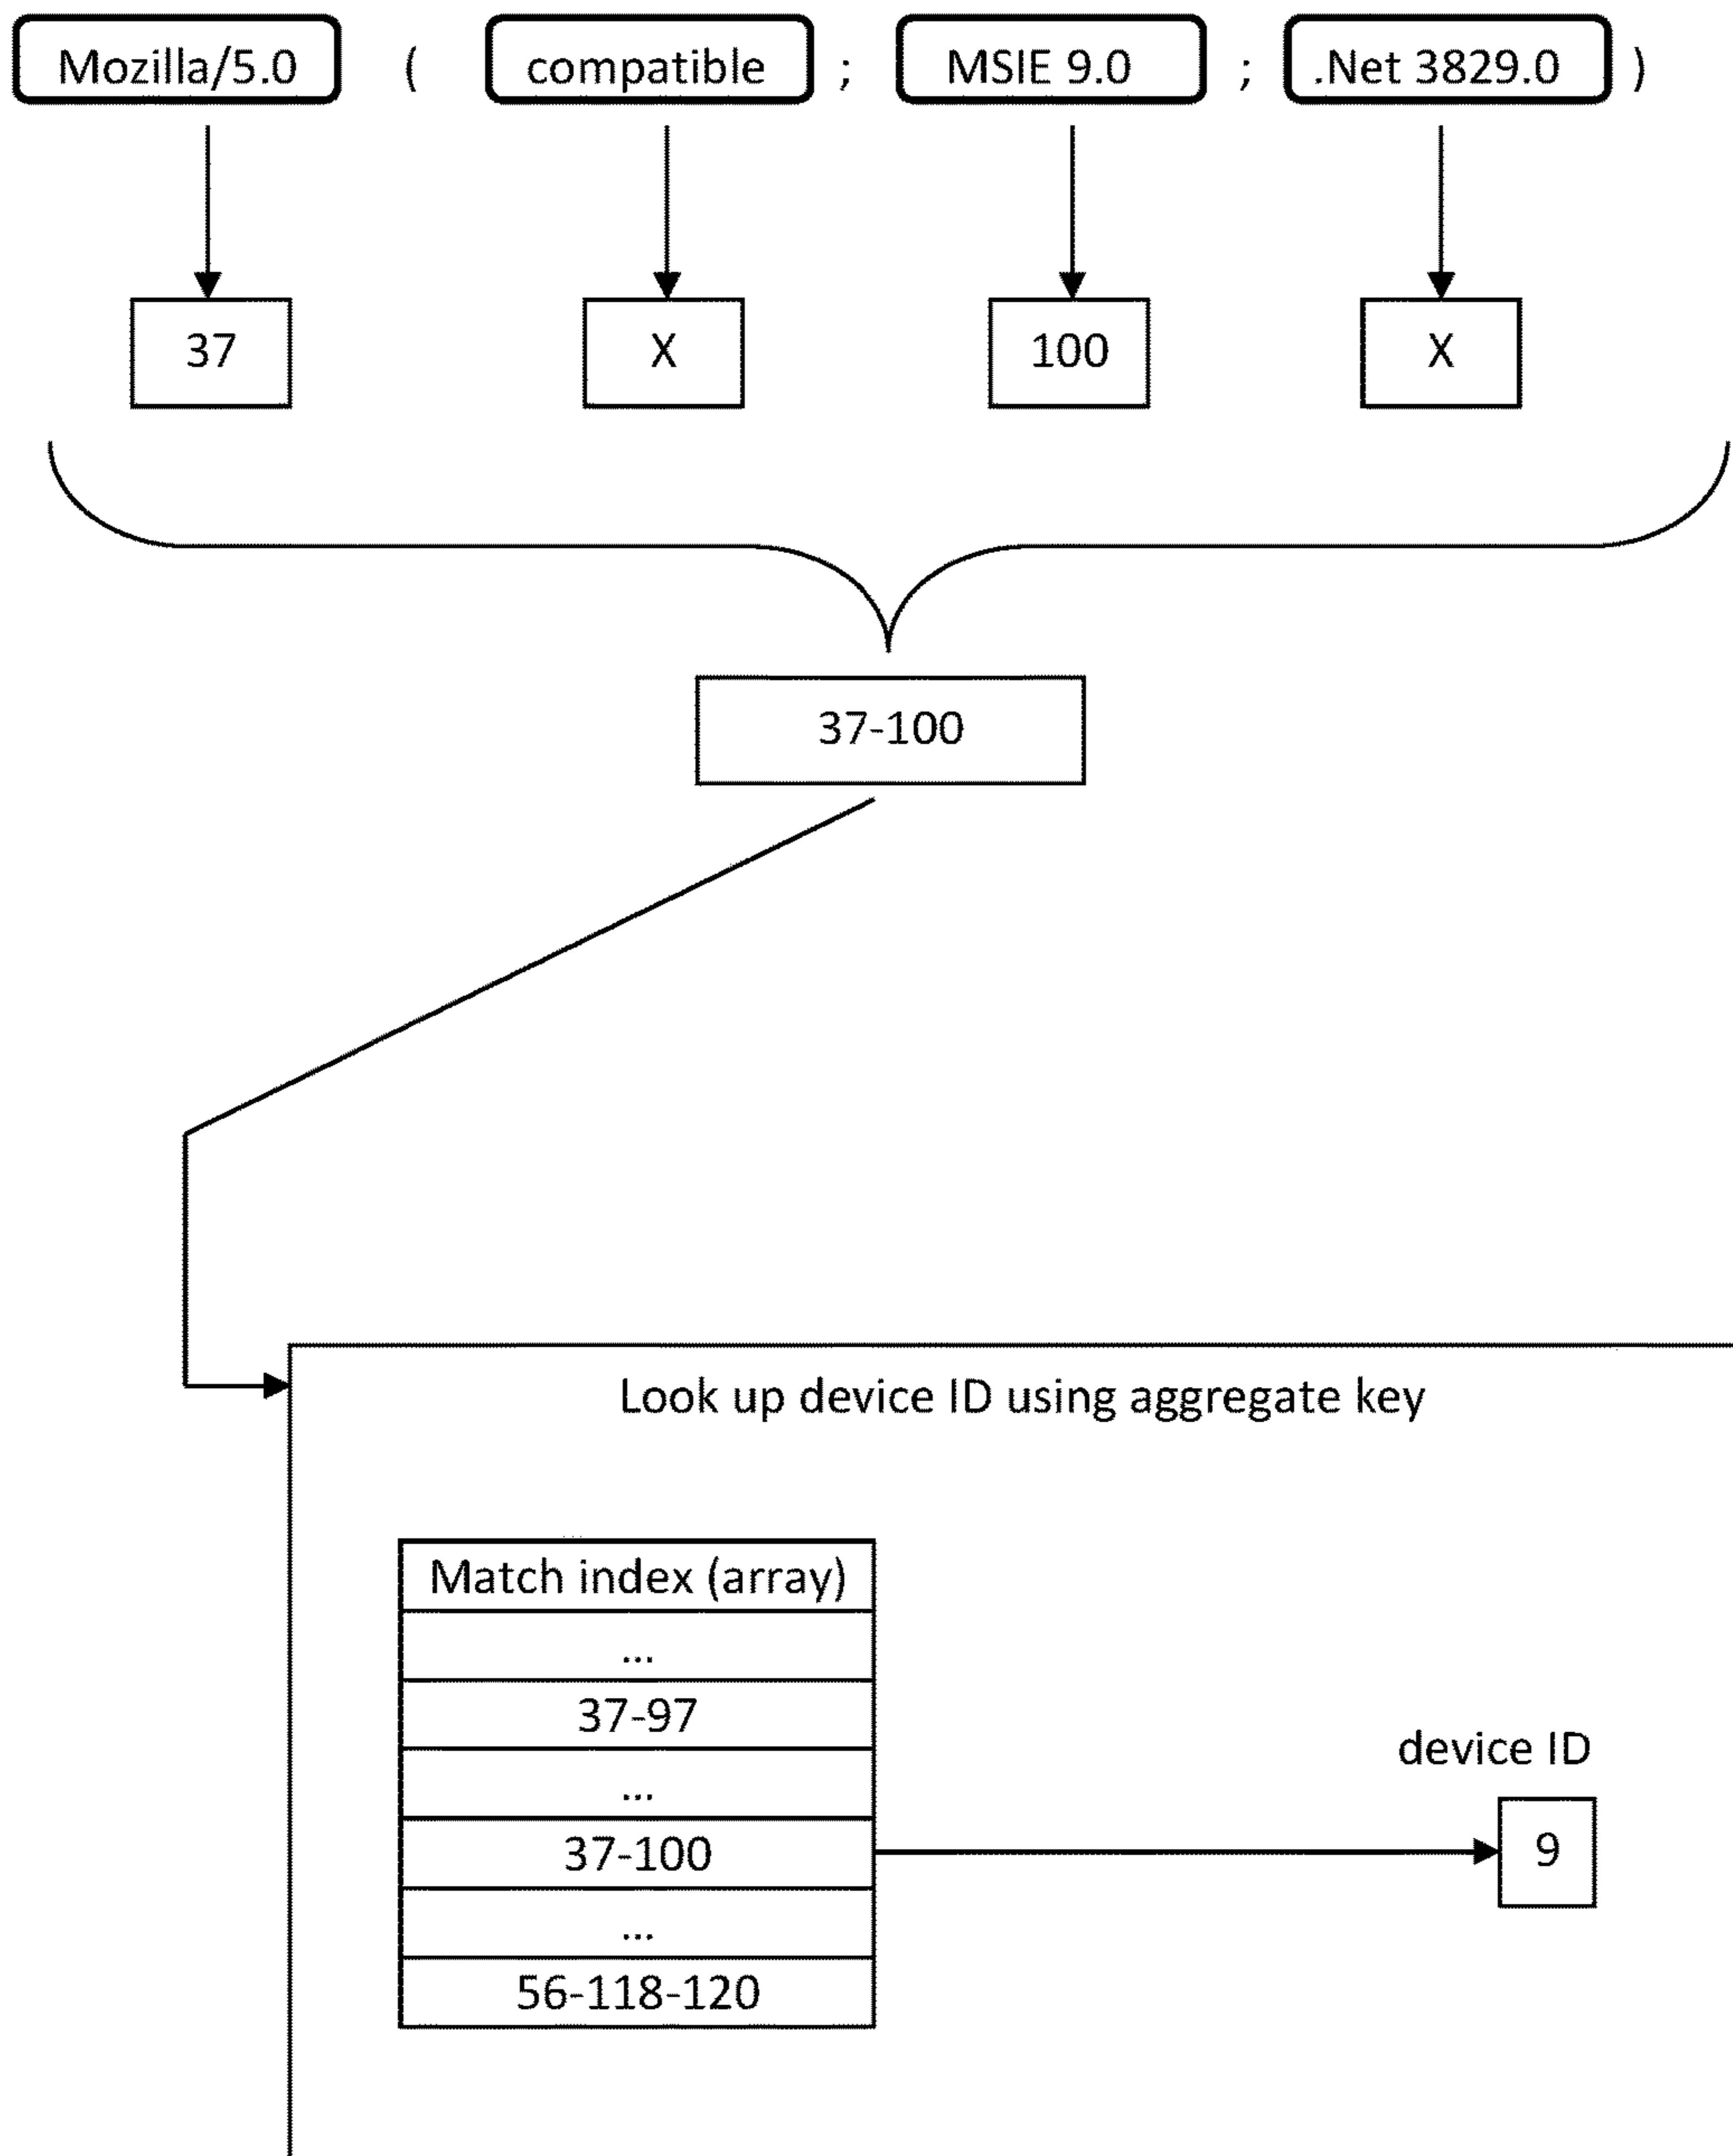 Mozilla/5.0 ( compatible ; MSIE 9.0 ; .Net 3829.0 )
37 X 100 X
37-100
Look up device ID using aggregate key
Match index (array)
...
37-97
...
37-100
...
56-118-120
device ID
9